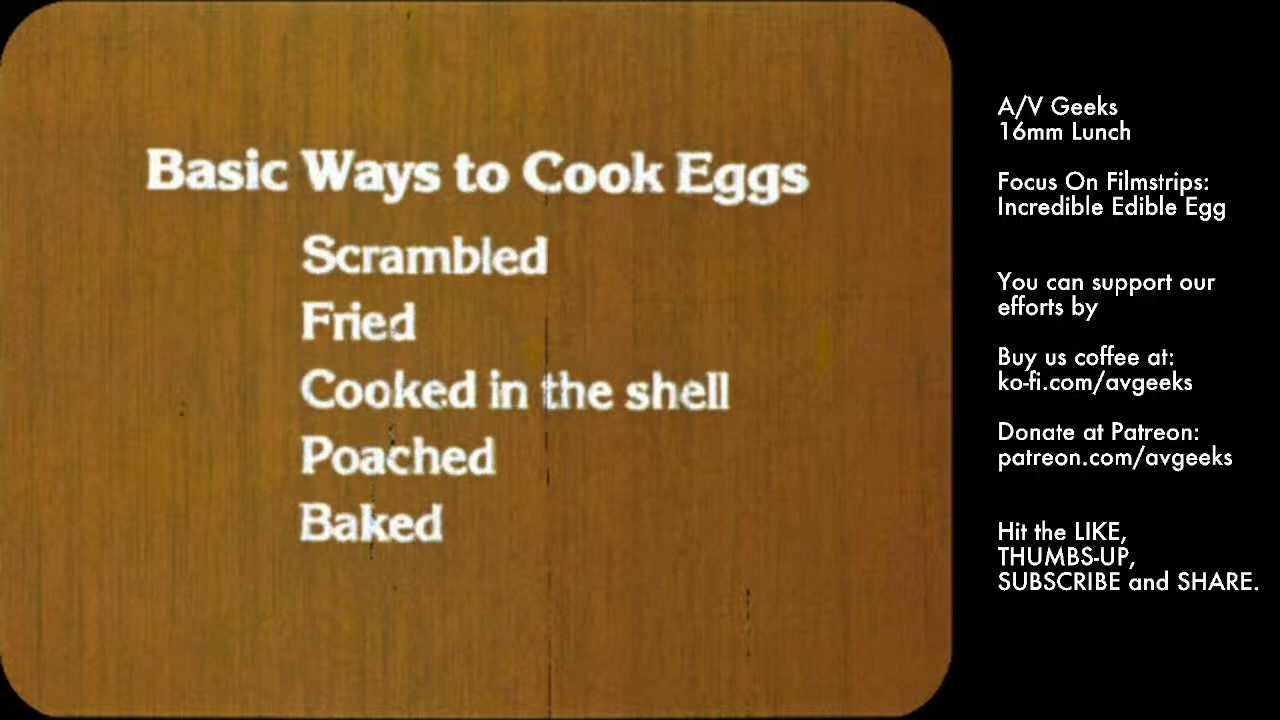 Basic Ways to Cook Eggs
Scrambled
Fried
Cooked in the shell
Poached
Baked
A/V Geeks
16mm Lunch
Focus On Filmstrips:
Incredible Edible Egg
You can support our
efforts by
Buy us coffee at:
ko-fi.com/avgeeks
Donate at Patreon:
patreon.com/avgeeks
Hit the LIKE,
THUMBS-UP,
SUBSCRIBE and SHARE.